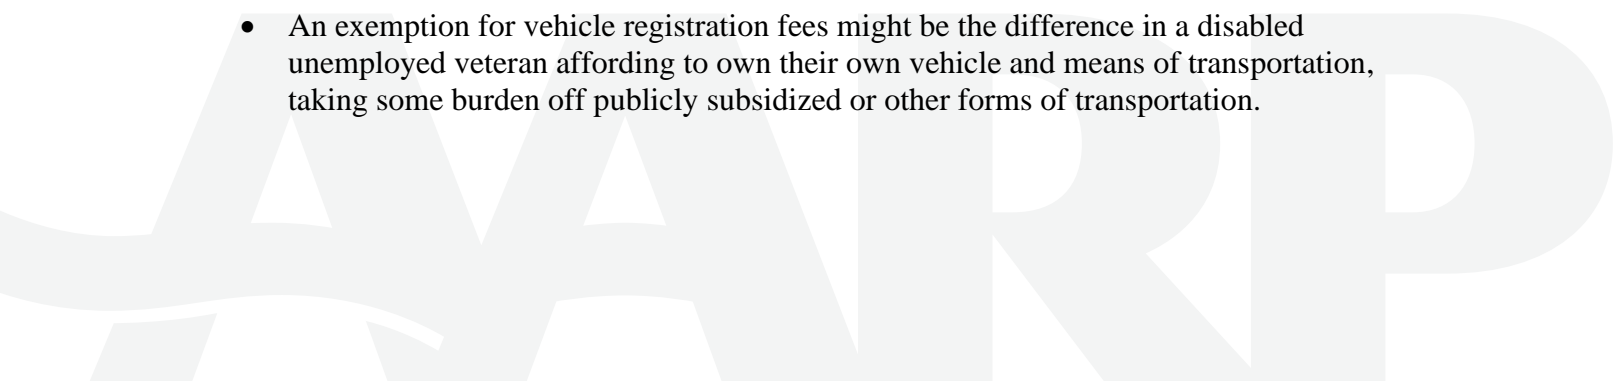 • An exemption for vehicle registration fees might be the difference in a disabled
unemployed veteran affording to own their own vehicle and means of transportation,
taking some burden off publicly subsidized or other forms of transportation.
AARP